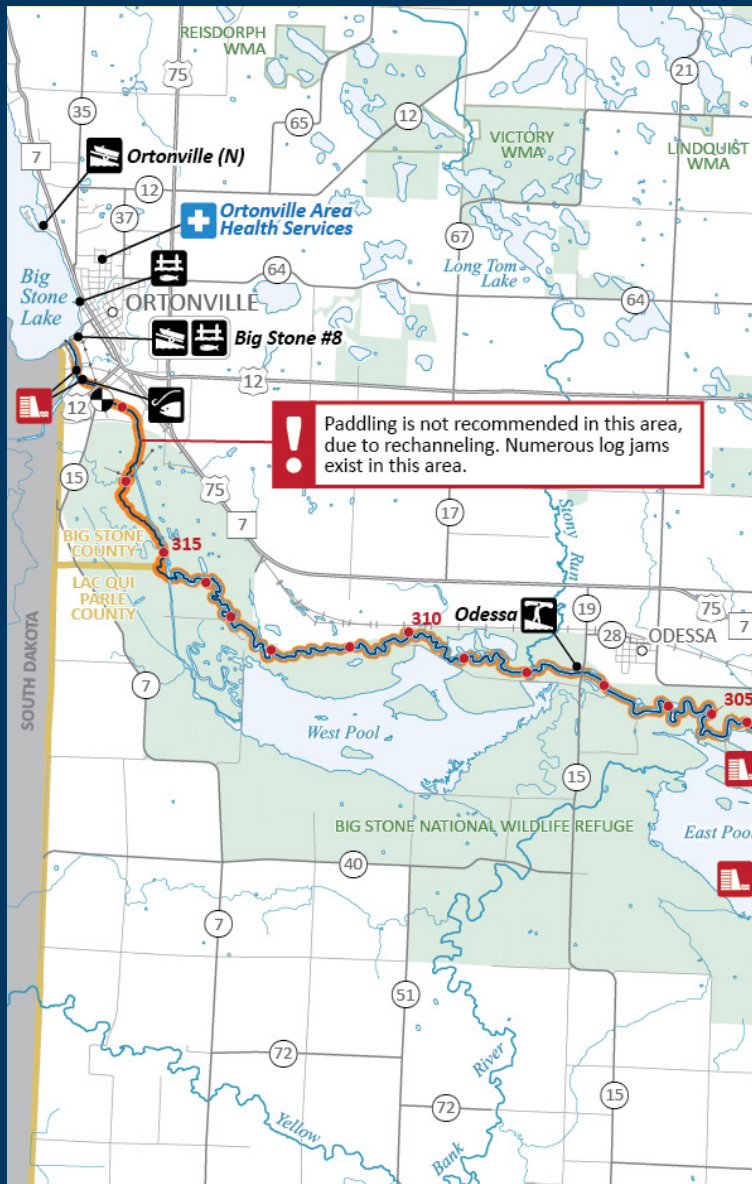 REISDORPH
WMA
75
21
35
65
12
VICTORY
WMA
LINDQUIST
WMA
7
Ortonville (N)
12
37
Ortonville Area
Health Services
67
Long Tom
Lake
64
64
Big
Stone
Lake
ORTONVILLE
Big Stone #8
12
12
Paddling is not recommended in this area,
due to rechanneling. Numerous log jams
exist in this area.
15
75
7
17
Stony Run
BIG STONE
COUNTY
315
LAC QUI
PARLE
COUNTY
SOUTH DAKOTA
310
Odessa
19
28
ODESSA
75
7
7
305
West Pool
15
BIG STONE NATIONAL WILDLIFE REFUGE
East Pool
40
7
51
72
72
15
Yellow
Bank
River